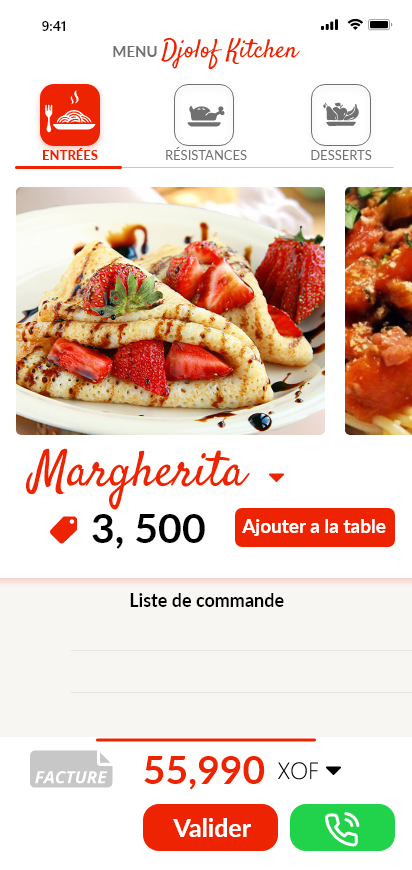 9:41
MENU Djolof Kitchen
ENTRÉES
RÉSISTANCES
DESSERTS
Margherita
3, 500
Ajouter a la table
Liste de commande
FACTURE
55,990 XOF
Valider